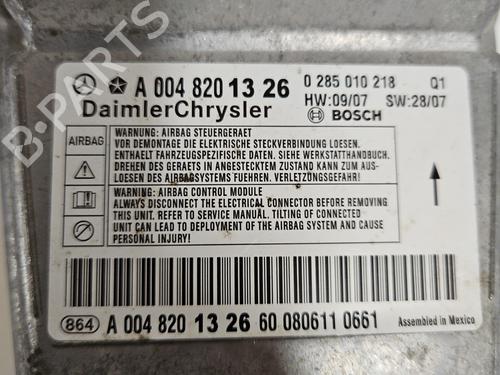 A 004 820 13 26
0 285 010 218 Q1
DaimlerChrysler
HW:09/07 SW:28/07
BOSCH
AIRBAG
WARNUNG: AIRBAG STEUERGERAET
VOR DEMONTAGE DIE ELEKTRISCHE STECKVERBINDUNG LOESEN.
ENTHAELT FAHRZEUGSPEZIFISCHE DATEN, SIEHE WERKSTATTHANDBUCH.
DREHEN DES GERAETS IN ANGESTECKTEM ZUSTAND KANN ZUM AUS-
LOESEN DES AIRBAGSYSTEMS FUEHREN. VERLETZUNGSGEFAHR!
WARNING: AIRBAG CONTROL MODULE
ALWAYS DISCONNECT THE ELECTRICAL CONNECTOR BEFORE REMOVING
THIS UNIT. REFER TO SERVICE MANUAL. TILTING OF CONNECTED
UNIT CAN LEAD TO DEPLOYMENT OF THE AIRBAG SYSTEM AND CAUSE
PERSONAL INJURY!
864 A 004 820 13 26 60 080611 0661
Assembled in Mexico
B-PARTS